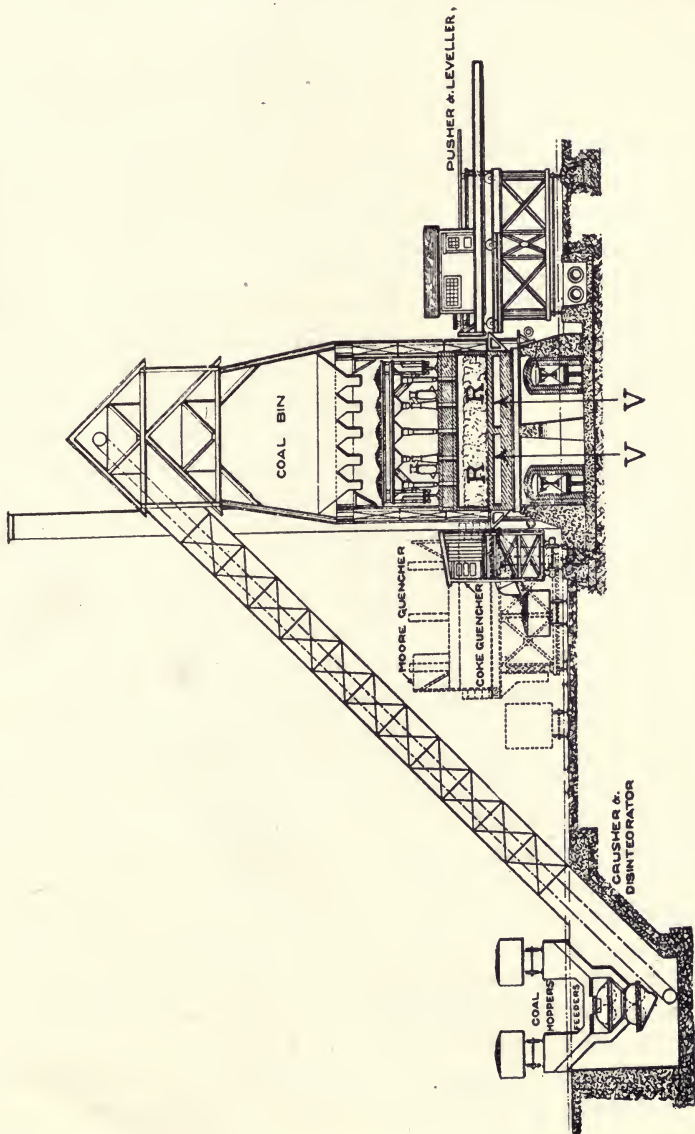 PUSHER & LEVELLER,
COAL BIN
R R
V V
MOORE QUENCHER
COKE QUENCHER
CRUSHER &
DISINTEGRATOR
COAL
HOPPERS
FEEDERS